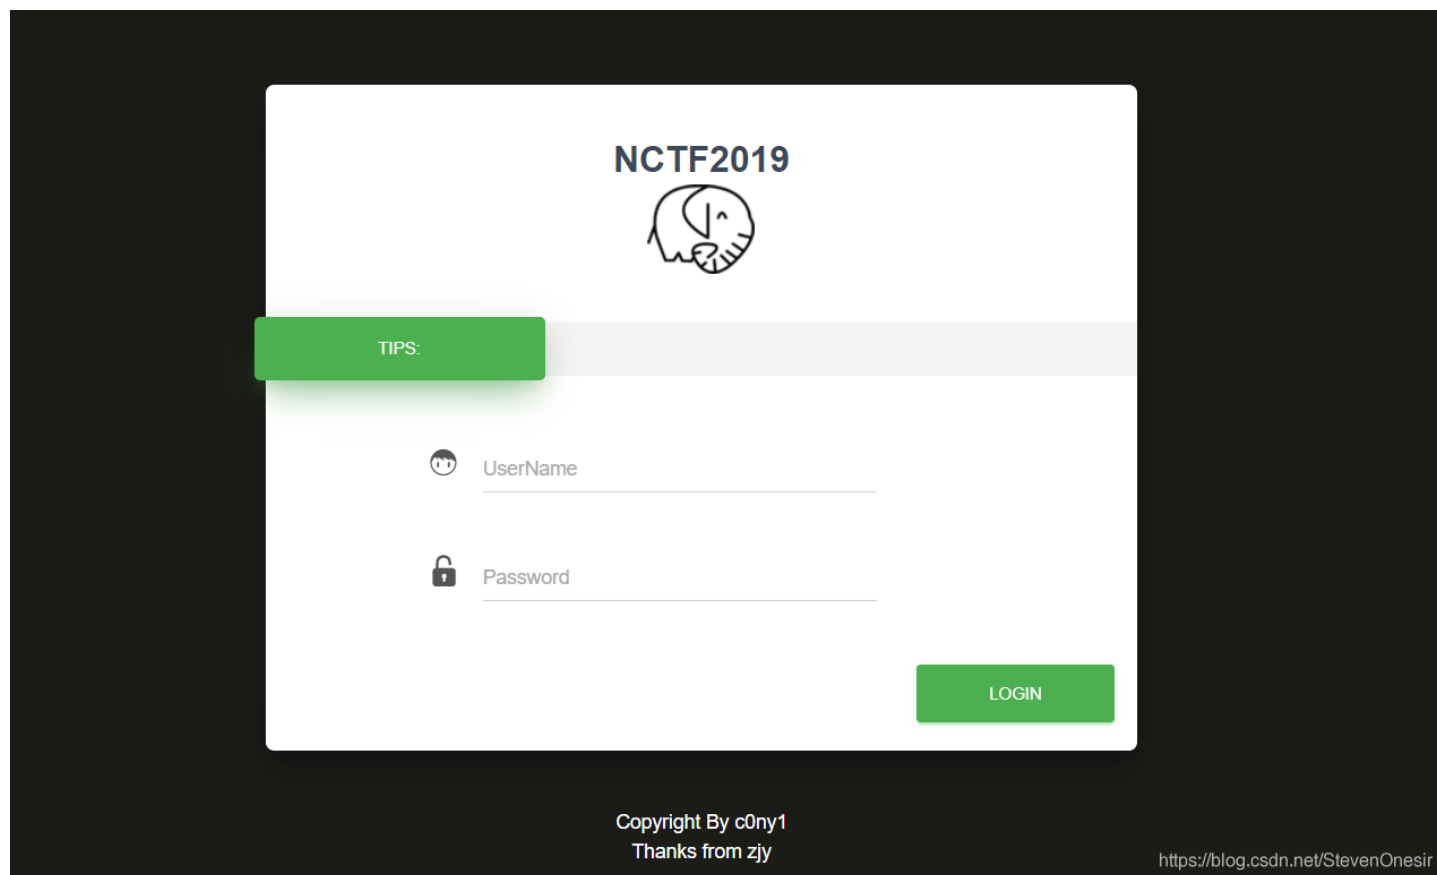 NCTF2019
TIPS:
UserName
Password
LOGIN
Copyright By c0ny1
Thanks from zjy
https://blog.csdn.net/StevenOnesir